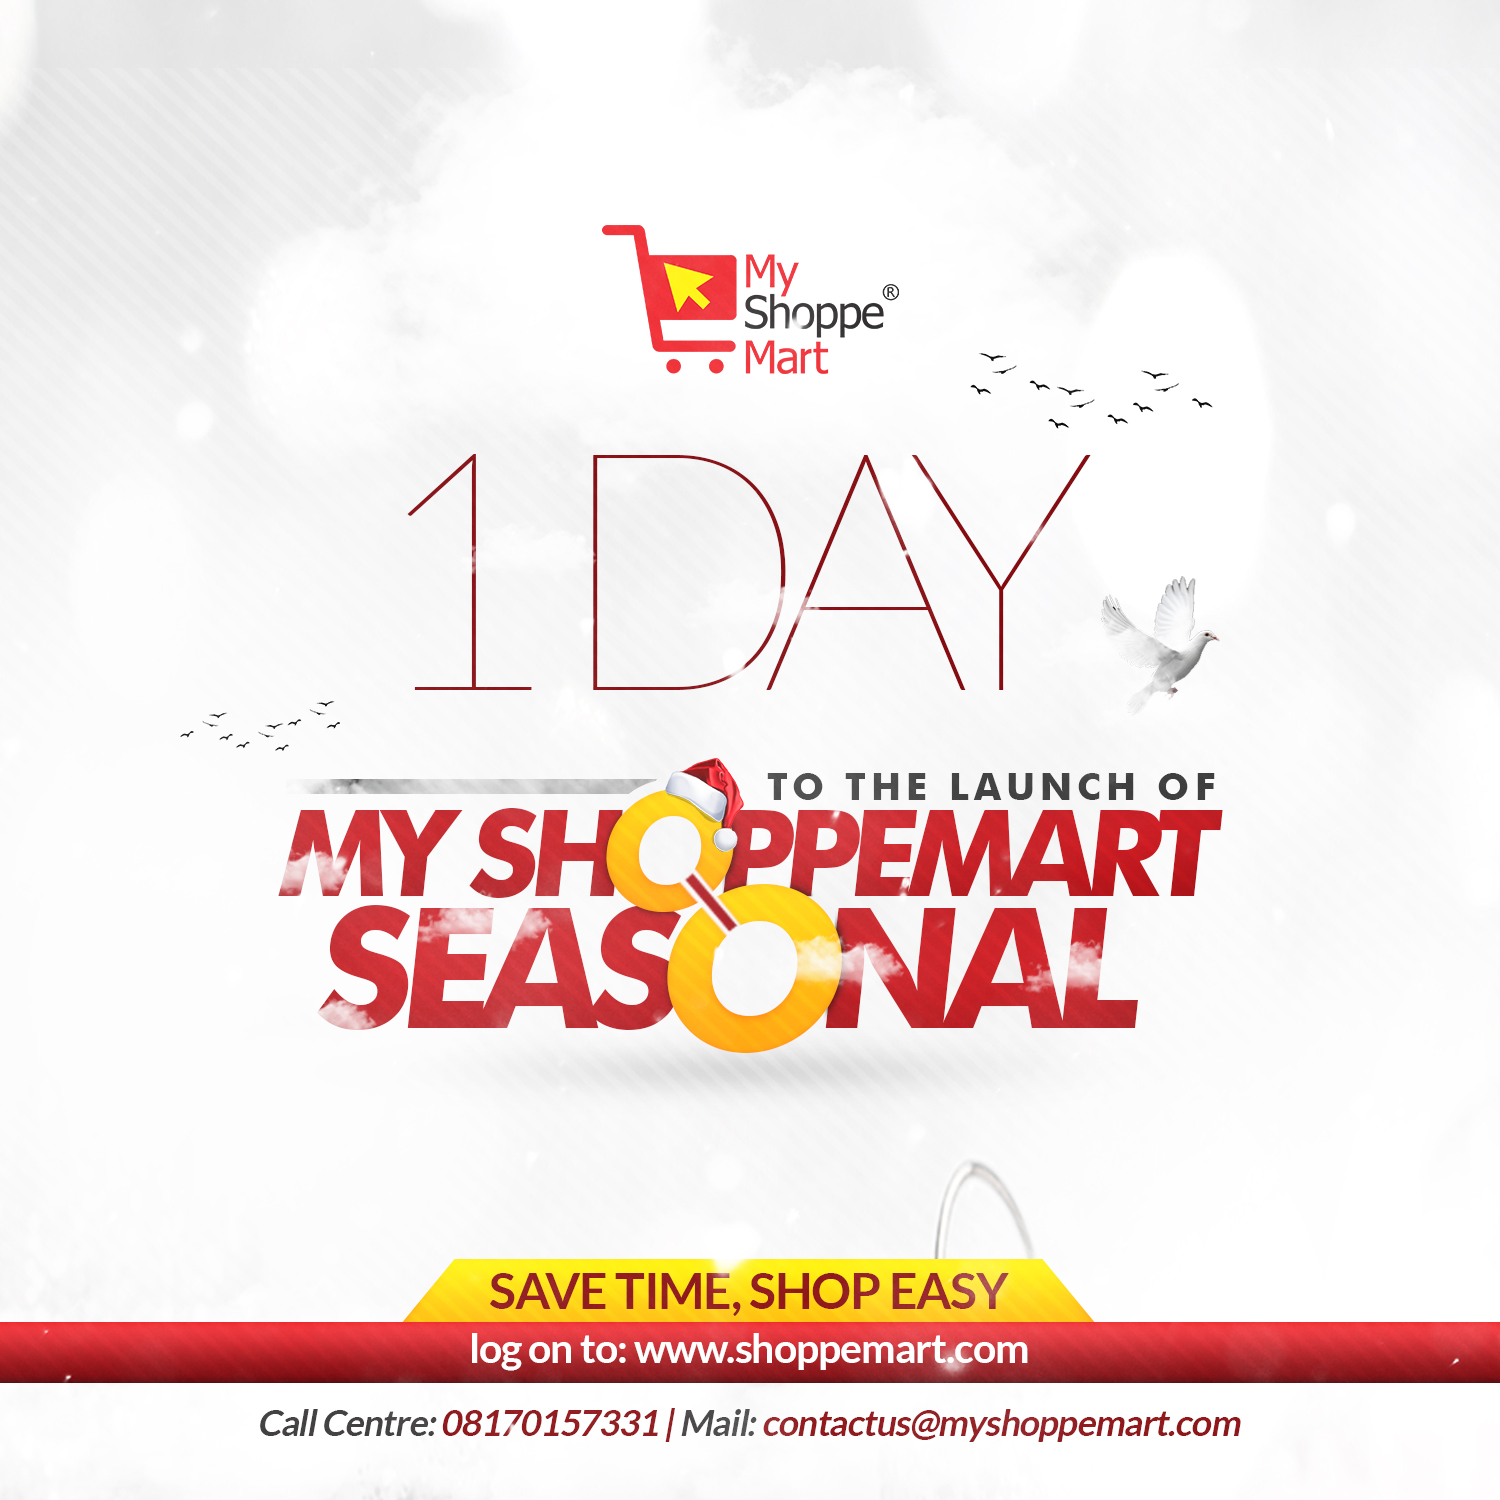 My
Shoppe®
Mart
1 DAY
TO THE LAUNCH OF
MY SHOPPEMART
SEASONAL
SAVE TIME, SHOP EASY
log on to: www.shoppemart.com
Call Centre: 08170157331 | Mail: contactus@myshoppemart.com